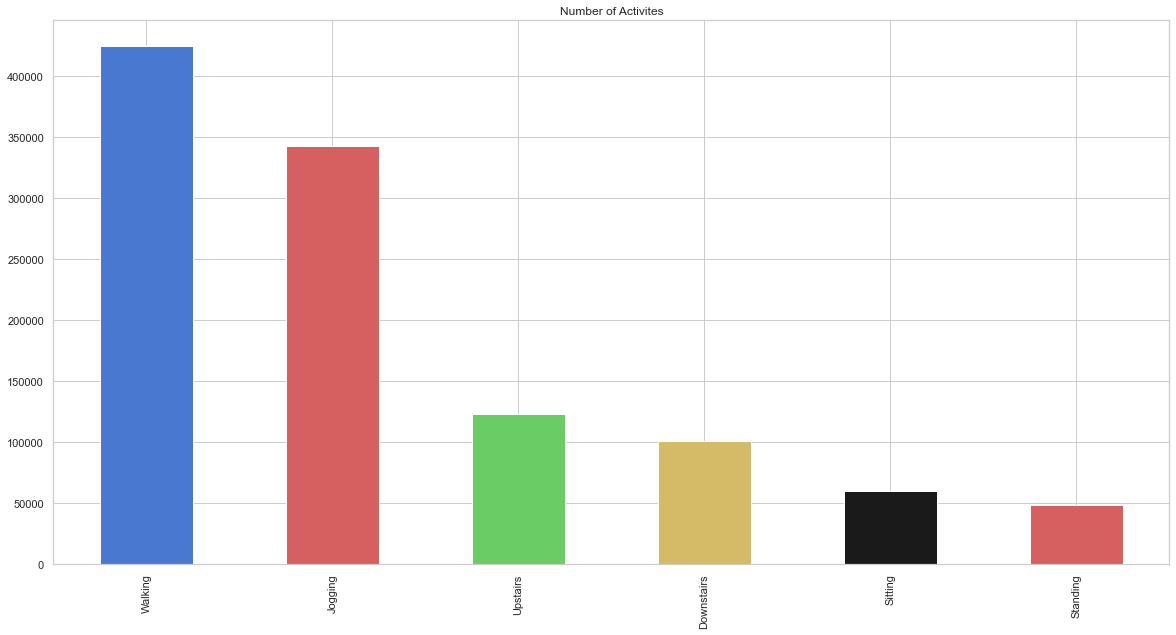 Number of Activites
400000
350000
300000
250000
200000
150000
100000
50000
0
Walking
Jogging
Upstairs
Downstairs
Sitting
Standing